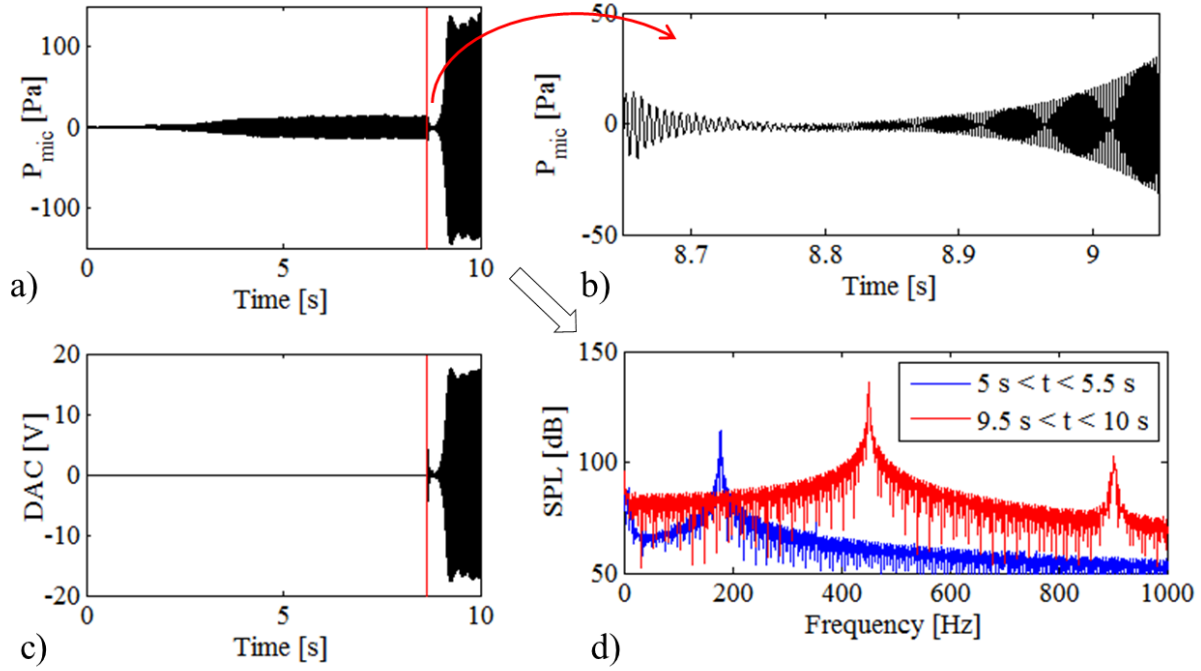 100
0
-100
P_mic [Pa]
0 5 10
Time [s]
a)
50
0
-50
P_mic [Pa]
8.7 8.8 8.9 9
Time [s]
b)
20
10
0
-10
-20
DAC [V]
0 5 10
Time [s]
c)
150
100
50
SPL [dB]
5 s < t < 5.5 s
9.5 s < t < 10 s
0 200 400 600 800 1000
Frequency [Hz]
d)